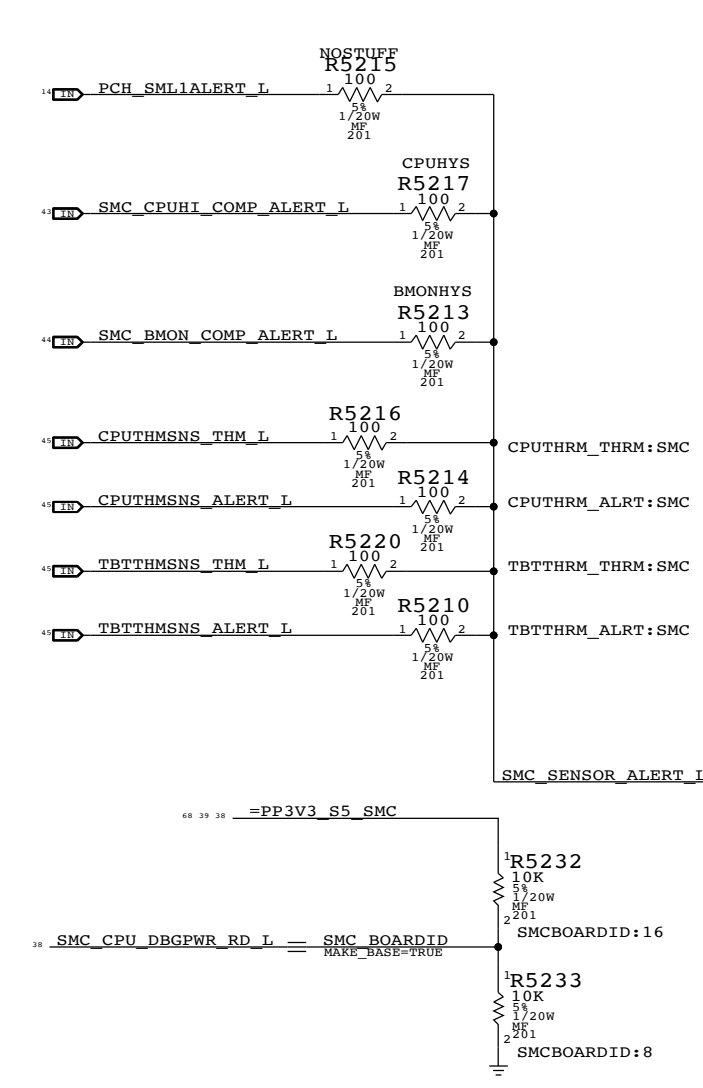 NOSTUFF
R5215
100
14 IN PCH_SML1ALERT_L 1 2
5%
1/20W
MF
201
CPUHYS
R5217
100
43 IN SMC_CPUHI_COMP_ALERT_L 1 2
5%
1/20W
MF
201
BMONHYS
R5213
100
44 IN SMC_BMON_COMP_ALERT_L 1 2
5%
1/20W
MF
201
R5216
100
45 IN CPUTHMSNS_THM_L 1 2 CPUTHRM_THRM:SMC
5%
1/20W
MF
201
R5214
100
45 IN CPUTHMSNS_ALERT_L 1 2 CPUTHRM_ALRT:SMC
5%
1/20W
MF
201
R5220
100
45 IN TBTTHMSNS_THM_L 1 2 TBTTHRM_THRM:SMC
5%
1/20W
MF
201
R5210
100
45 IN TBTTHMSNS_ALERT_L 1 2 TBTTHRM_ALRT:SMC
5%
1/20W
MF
201
SMC_SENSOR_ALERT_L
68 39 38 =PP3V3_S5_SMC
1 R5232
10K
5%
1/20W
MF
2 201
SMCBOARDID:16
38 SMC_CPU_DBGPWR_RD_L SMC_BOARDID
MAKE_BASE=TRUE
1 R5233
10K
5%
1/20W
MF
2 201
SMCBOARDID:8